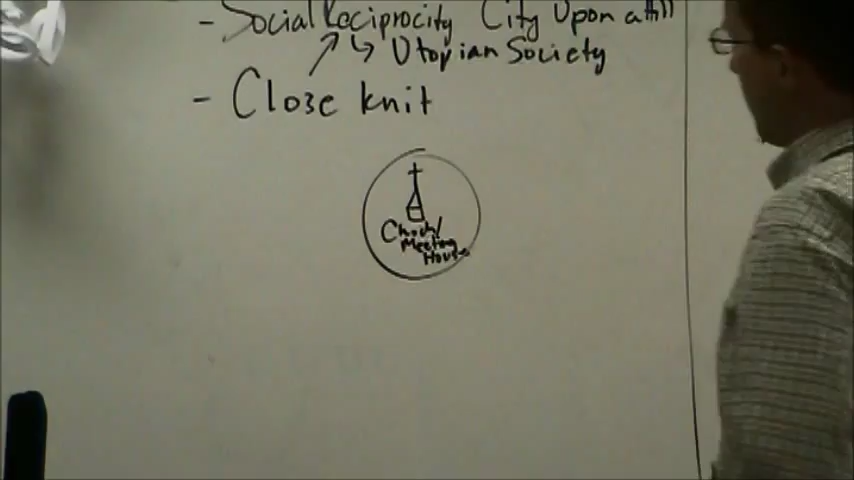 - Social Reciprocity City Upon a Hill
↳ Utopian Society
- Close knit
Church/
Meeting
House